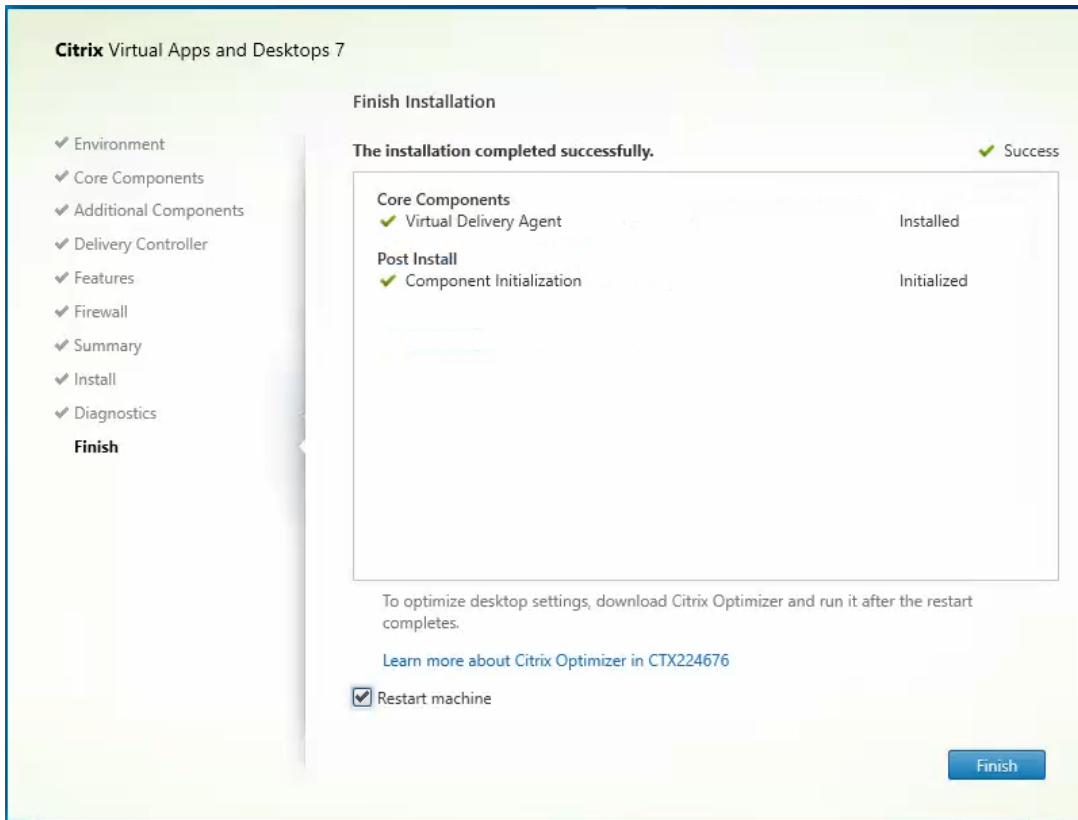 Citrix Virtual Apps and Desktops 7
Environment
Core Components
Additional Components
Delivery Controller
Features
Firewall
Summary
Install
Diagnostics
Finish
Finish Installation
The installation completed successfully.
Success
Core Components
Virtual Delivery Agent Installed
Post Install
Component Initialization Initialized
To optimize desktop settings, download Citrix Optimizer and run it after the restart
completes.
Learn more about Citrix Optimizer in CTX224676
Restart machine
Finish